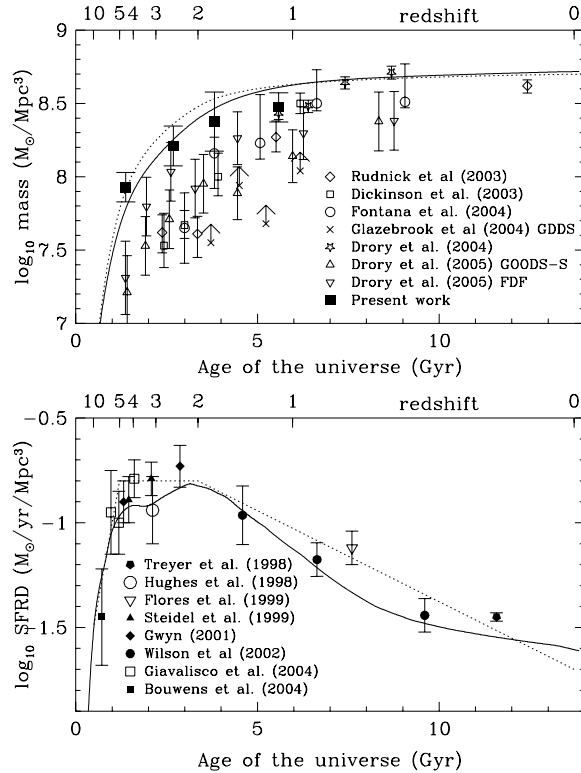 10 5 4 3 2 1 redshift 0
9
8.5
8
7.5
7
log10 mass (M⊙/Mpc³)
Rudnick et al (2003)
Dickinson et al. (2003)
Fontana et al. (2004)
Glazebrook et al (2004) GDDS
Drory et al. (2004)
Drory et al. (2005) GOODS-S
Drory et al. (2005) FDF
Present work
0 5 10
Age of the universe (Gyr)
10 5 4 3 2 1 redshift 0
−0.5
−1
−1.5
log10 SFRD (M⊙/yr/Mpc³)
Treyer et al. (1998)
Hughes et al. (1998)
Flores et al. (1999)
Steidel et al. (1999)
Gwyn (2001)
Wilson et al (2002)
Giavalisco et al. (2004)
Bouwens et al. (2004)
0 5 10
Age of the universe (Gyr)